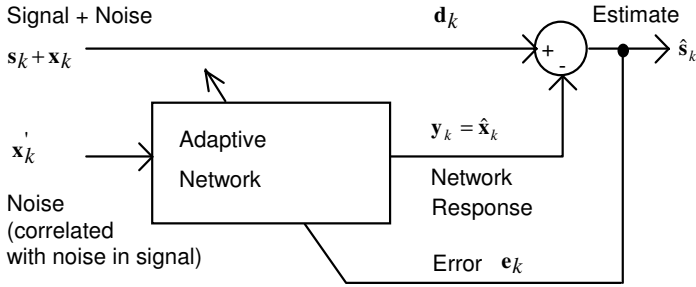 Signal + Noise
d_k
Estimate
s_k + x_k
+
-
ŝ_k
x'_k
Adaptive
Network
y_k = x̂_k
Noise
(correlated
with noise in signal)
Network
Response
Error e_k